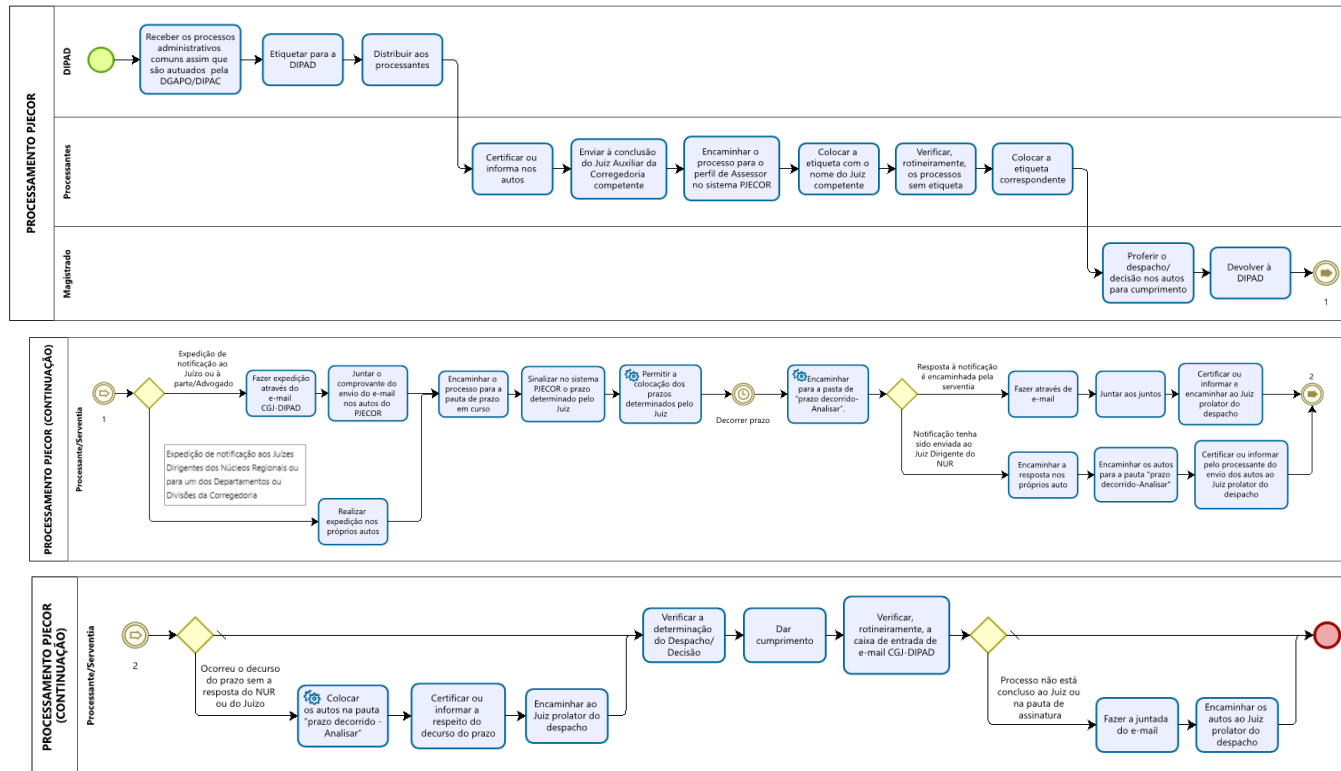 PROCESSAMENTO PJECOR
DIPAD
Receber os processos
administrativos
comuns assim que
são autuados pela
DGAPO/DIPAC
Etiquetar para a
DIPAD
Distribuir aos
processantes
Processantes
Certificar ou
informa nos
autos
Enviar à conclusão
do Juiz Auxiliar da
Corregedoria
competente
Encaminhar o
processo para o
perfil de Assessor
no sistema PJECOR
Colocar a
etiqueta com o
nome do Juiz
competente
Verificar,
rotineiramente,
os processos
sem etiqueta
Colocar a
etiqueta
correspondente
Magistrado
Proferir o
despacho/
decisão nos autos
para cumprimento
Devolver à
DIPAD
1
PROCESSAMENTO PJECOR (CONTINUAÇÃO)
Processante/Serventia
1
Expedição de
notificação ao
Juízo ou à
parte/Advogado
Fazer expedição
através do
e-mail
CGJ-DIPAD
Juntar o
comprovante do
envio do e-mail
nos autos do
PJECOR
Expedição de notificação aos Juízes
Dirigentes dos Núcleos Regionais ou
para um dos Departamentos ou
Divisões da Corregedoria
Realizar
expedição nos
próprios autos
Encaminhar o
processo para a
pauta de prazo
em curso
Sinalizar no sistema
PJECOR o prazo
determinado pelo
Juiz
Permitir a
colocação dos
prazos
determinados pelo
Juiz
Decorrer prazo
Encaminhar
para a pasta de
"prazo decorrido-
Analisar".
Resposta à notificação
é encaminhada pela
serventia
Fazer através de
e-mail
Juntar aos juntos
Certificar ou
informar e
encaminhar ao Juiz
prolator do
despacho
2
Notificação tenha
sido enviada ao
Juiz Dirigente do
NUR
Encaminhar a
resposta nos
próprios auto
Encaminhar os autos
para a pauta "prazo
decorrido-Analisar"
Certificar ou informar
pelo processante do
envio dos autos ao
Juiz prolator do
despacho
PROCESSAMENTO PJECOR
(CONTINUAÇÃO)
Processante/Serventia
2
Ocorreu o decurso
do prazo sem a
resposta do NUR
ou do Juízo
Colocar
os autos na pauta
"prazo decorrido -
Analisar"
Certificar ou
informar a
respeito do
decurso do prazo
Encaminhar ao
Juiz prolator do
despacho
Verificar a
determinação
do Despacho/
Decisão
Dar
cumprimento
Verificar,
rotineiramente, a
caixa de entrada de
e-mail CGJ-DIPAD
Processo não está
concluso ao Juiz ou
na pauta de
assinatura
Fazer a juntada
do e-mail
Encaminhar os
autos ao Juiz
prolator do
despacho